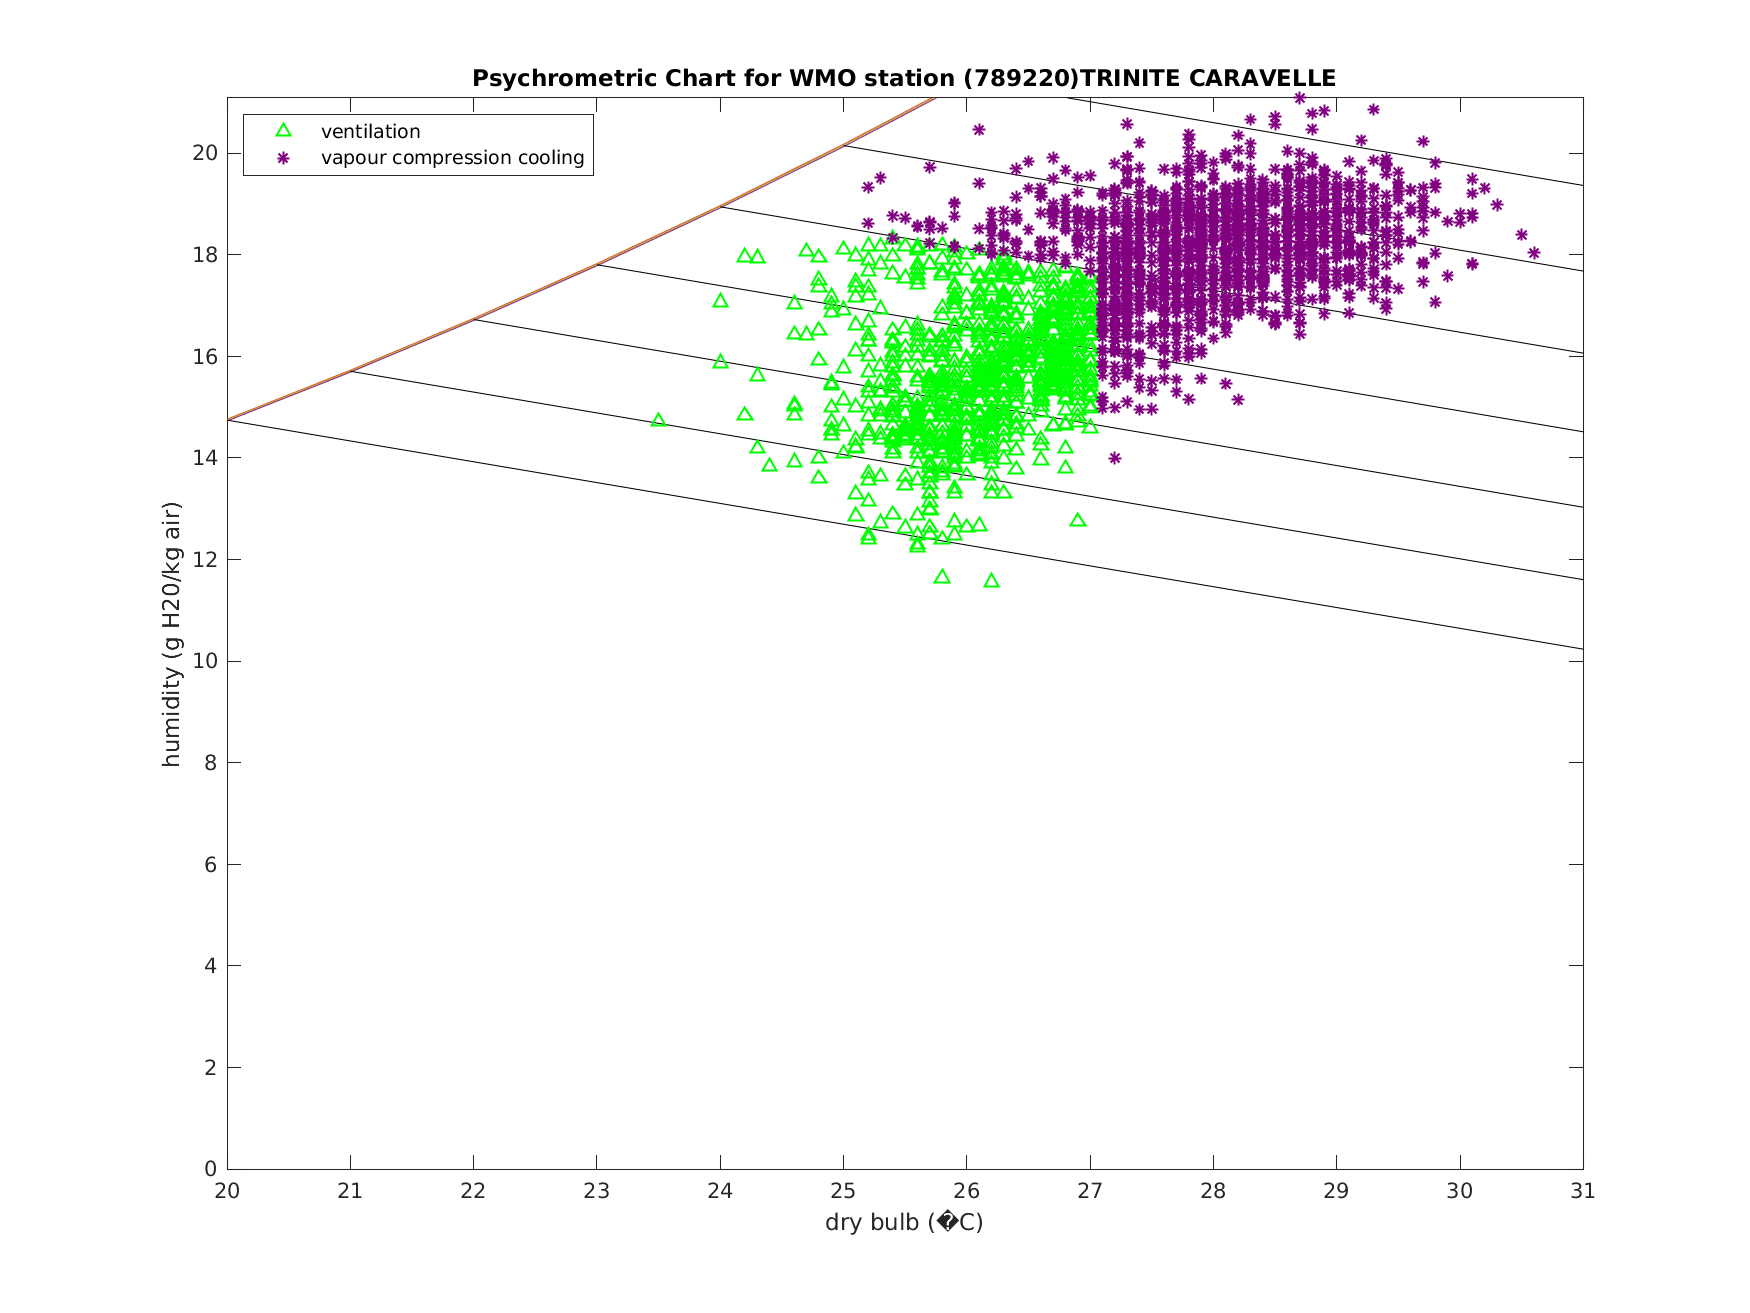 Psychrometric Chart for WMO station (789220)TRINITE CARAVELLE
ventilation
vapour compression cooling
humidity (g H20/kg air)
20
18
16
14
12
10
8
6
4
2
0
20 21 22 23 24 25 26 27 28 29 30 31
dry bulb (�C)